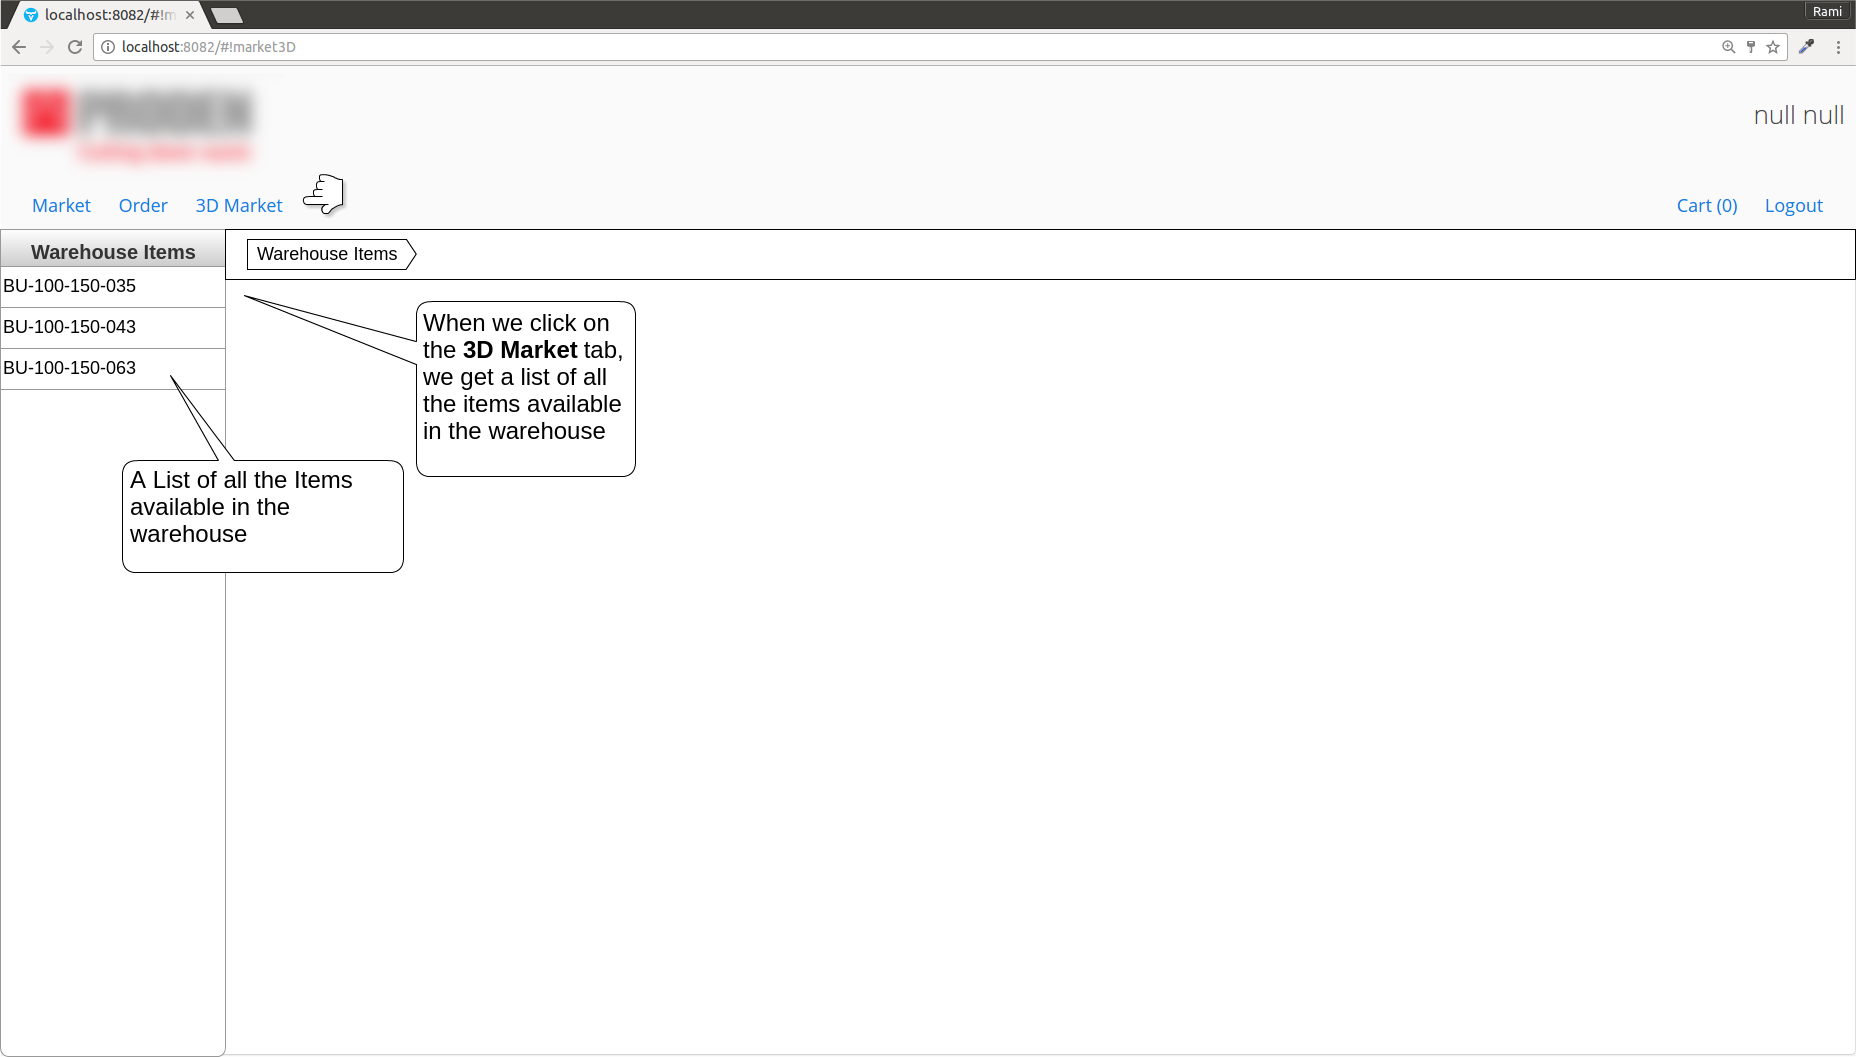 localhost:8082/#!m
Rami
localhost:8082/#!market3D
null null
Market Order 3D Market
Cart (0) Logout
Warehouse Items
Warehouse Items
BU-100-150-035
BU-100-150-043
BU-100-150-063
When we click on
the 3D Market tab,
we get a list of all
the items available
in the warehouse
A List of all the Items
available in the
warehouse